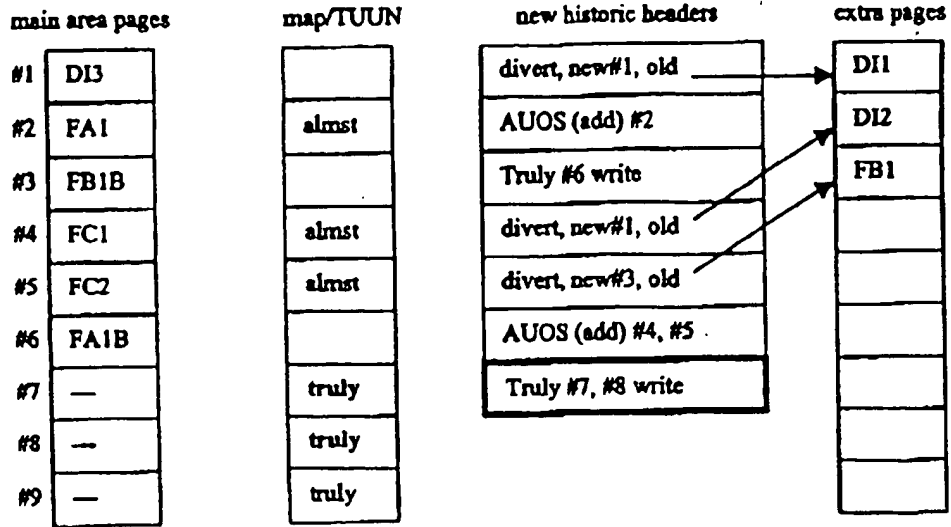 main area pages map/TUUN new historic headers extra pages
#1 DI3 divert, new#1, old DI1
#2 FA1 almst AUOS (add) #2 DI2
#3 FB1B Truly #6 write FB1
#4 FC1 almst divert, new#1, old
#5 FC2 almst divert, new#3, old
#6 FA1B AUOS (add) #4, #5
#7 — truly Truly #7, #8 write
#8 — truly
#9 — truly